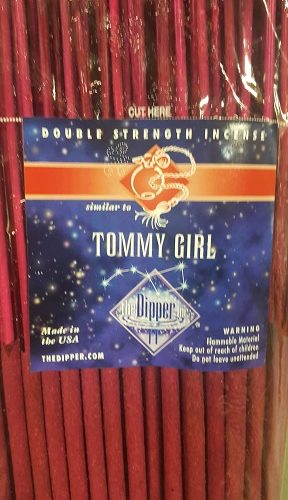 CUT HERE
DOUBLE STRENGTH INCENSE
similar to
TOMMY GIRL
The Dipper
Made in
the USA
THEDIPPER.COM
WARNING
Flammable Material
Keep out of reach of children
Do not leave unattended